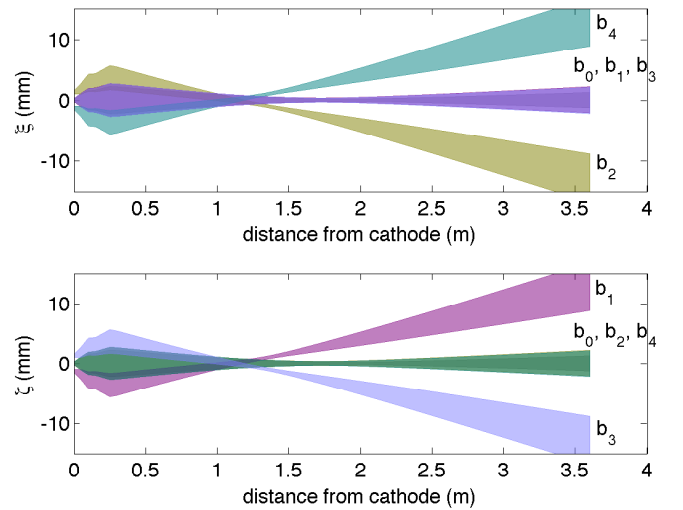 10
0
-10
ξ (mm)
b₄
b₀, b₁, b₃
b₂
0 0.5 1 1.5 2 2.5 3 3.5 4
distance from cathode (m)
10
0
-10
ζ (mm)
b₁
b₀, b₂, b₄
b₃
0 0.5 1 1.5 2 2.5 3 3.5 4
distance from cathode (m)